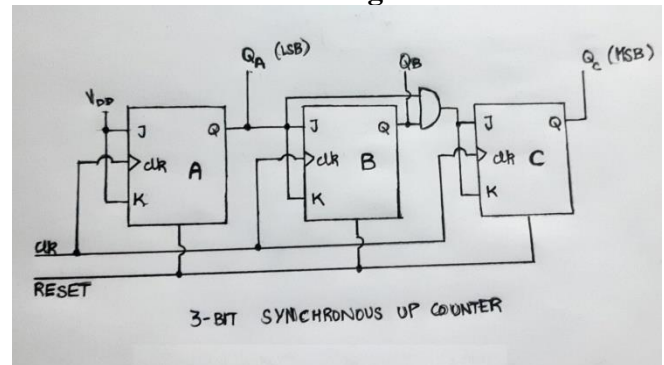 QA (LSB)
QB
QC (MSB)
VDD
J Q
clk A
K
J Q
clk B
K
J Q
clk C
K
clk
RESET
3-BIT SYNCHRONOUS UP COUNTER